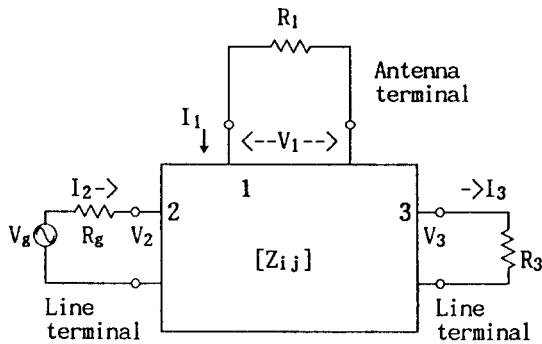 R1
Antenna
terminal
I1
<--V1-->
I2->
1
->I3
2
3
Vg
Rg
V2
V3
[Zij]
R3
Line
terminal
Line
terminal